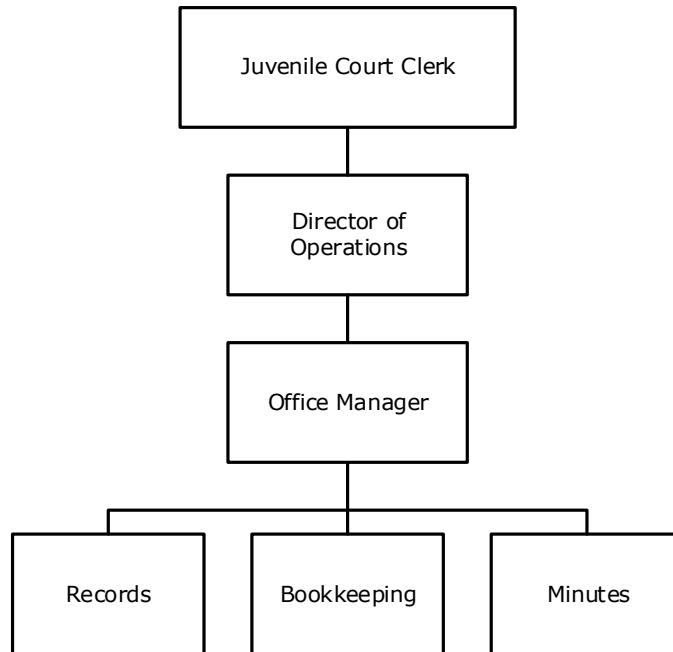 Juvenile Court Clerk
Director of
Operations
Office Manager
Records
Bookkeeping
Minutes